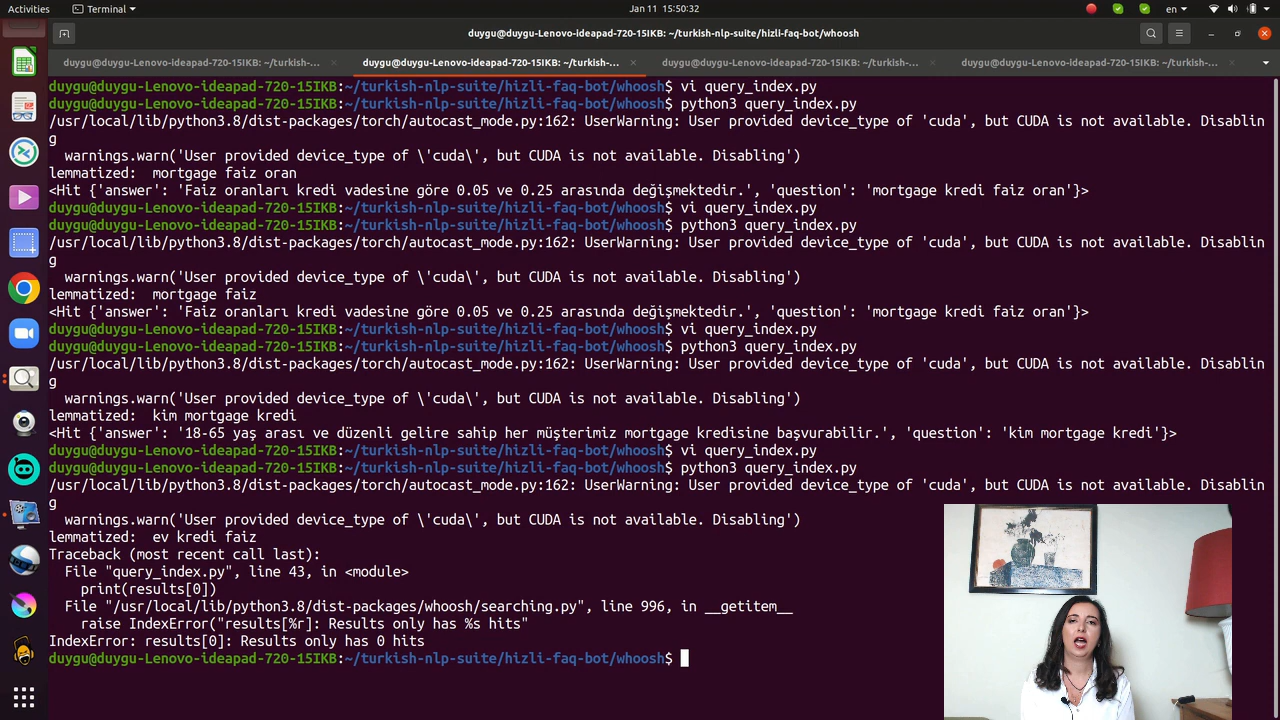 Activities
Terminal
Jan 11 15:50:32
en
duygu@duygu-Lenovo-ideapad-720-15IKB: ~/turkish-nlp-suite/hizli-faq-bot/whoosh
duygu@duygu-Lenovo-ideapad-720-15IKB: ~/turkish-...
duygu@duygu-Lenovo-ideapad-720-15IKB: ~/turkish-s...
duygu@duygu-Lenovo-ideapad-720-15IKB: ~/turkish-...
duygu@duygu-Lenovo-ideapad-720-15IKB: ~/turkish-...
duygu@duygu-Lenovo-ideapad-720-15IKB:~/turkish-nlp-suite/hizli-faq-bot/whoosh$ vi query_index.py
duygu@duygu-Lenovo-ideapad-720-15IKB:~/turkish-nlp-suite/hizli-faq-bot/whoosh$ python3 query_index.py
/usr/local/lib/python3.8/dist-packages/torch/autocast_mode.py:162: UserWarning: User provided device_type of 'cuda', but CUDA is not available. Disablin
g
warnings.warn('User provided device_type of \'cuda\', but CUDA is not available. Disabling')
lemmatized:  mortgage faiz oran
<Hit {'answer': 'Faiz oranları kredi vadesine göre 0.05 ve 0.25 arasında değişmektedir.', 'question': 'mortgage kredi faiz oran'}>
duygu@duygu-Lenovo-ideapad-720-15IKB:~/turkish-nlp-suite/hizli-faq-bot/whoosh$ vi query_index.py
duygu@duygu-Lenovo-ideapad-720-15IKB:~/turkish-nlp-suite/hizli-faq-bot/whoosh$ python3 query_index.py
/usr/local/lib/python3.8/dist-packages/torch/autocast_mode.py:162: UserWarning: User provided device_type of 'cuda', but CUDA is not available. Disablin
g
warnings.warn('User provided device_type of \'cuda\', but CUDA is not available. Disabling')
lemmatized:  mortgage faiz
<Hit {'answer': 'Faiz oranları kredi vadesine göre 0.05 ve 0.25 arasında değişmektedir.', 'question': 'mortgage kredi faiz oran'}>
duygu@duygu-Lenovo-ideapad-720-15IKB:~/turkish-nlp-suite/hizli-faq-bot/whoosh$ vi query_index.py
duygu@duygu-Lenovo-ideapad-720-15IKB:~/turkish-nlp-suite/hizli-faq-bot/whoosh$ python3 query_index.py
/usr/local/lib/python3.8/dist-packages/torch/autocast_mode.py:162: UserWarning: User provided device_type of 'cuda', but CUDA is not available. Disablin
g
warnings.warn('User provided device_type of \'cuda\', but CUDA is not available. Disabling')
lemmatized:  kim mortgage kredi
<Hit {'answer': '18-65 yaş arası ve düzenli gelire sahip her müşterimiz mortgage kredisine başvurabilir.', 'question': 'kim mortgage kredi'}>
duygu@duygu-Lenovo-ideapad-720-15IKB:~/turkish-nlp-suite/hizli-faq-bot/whoosh$ vi query_index.py
duygu@duygu-Lenovo-ideapad-720-15IKB:~/turkish-nlp-suite/hizli-faq-bot/whoosh$ python3 query_index.py
/usr/local/lib/python3.8/dist-packages/torch/autocast_mode.py:162: UserWarning: User provided device_type of 'cuda', but CUDA is not available. Disablin
g
warnings.warn('User provided device_type of \'cuda\', but CUDA is not available. Disabling')
lemmatized:  ev kredi faiz
Traceback (most recent call last):
File "query_index.py", line 43, in <module>
print(results[0])
File "/usr/local/lib/python3.8/dist-packages/whoosh/searching.py", line 996, in __getitem__
raise IndexError("results[%r]: Results only has %s hits"
IndexError: results[0]: Results only has 0 hits
duygu@duygu-Lenovo-ideapad-720-15IKB:~/turkish-nlp-suite/hizli-faq-bot/whoosh$